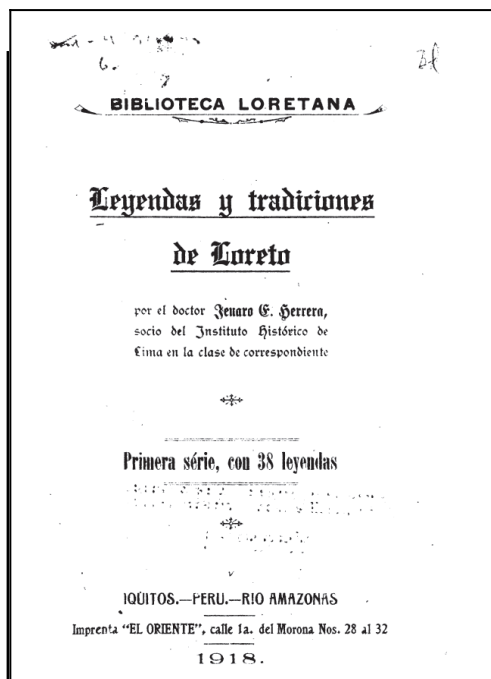 BIBLIOTECA LORETANA
Leyendas y tradiciones
de Loreto
por el doctor Jenaro E. Herrera,
socio del Instituto Histórico de
Lima en la clase de correspondiente
Primera série, con 38 leyendas
IQUITOS.—PERU.—RIO AMAZONAS
Imprenta "EL ORIENTE", calle 1a. del Morona Nos. 28 al 32
1918.